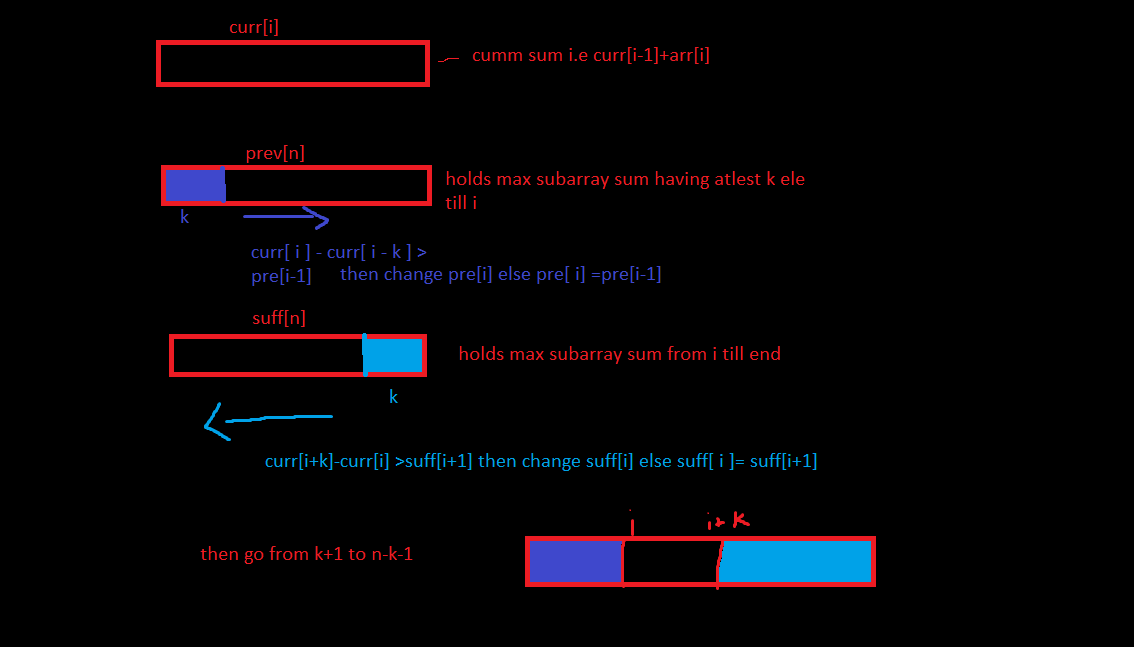 curr[i]
cumm sum i.e curr[i-1]+arr[i]
prev[n]
holds max subarray sum having atlest k ele
till i
k
curr[ i ] - curr[ i - k ] >
pre[i-1]
then change pre[i] else pre[ i] =pre[i-1]
suff[n]
holds max subarray sum from i till end
k
curr[i+k]-curr[i] >suff[i+1] then change suff[i] else suff[ i ]= suff[i+1]
i
i+ K
then go from k+1 to n-k-1